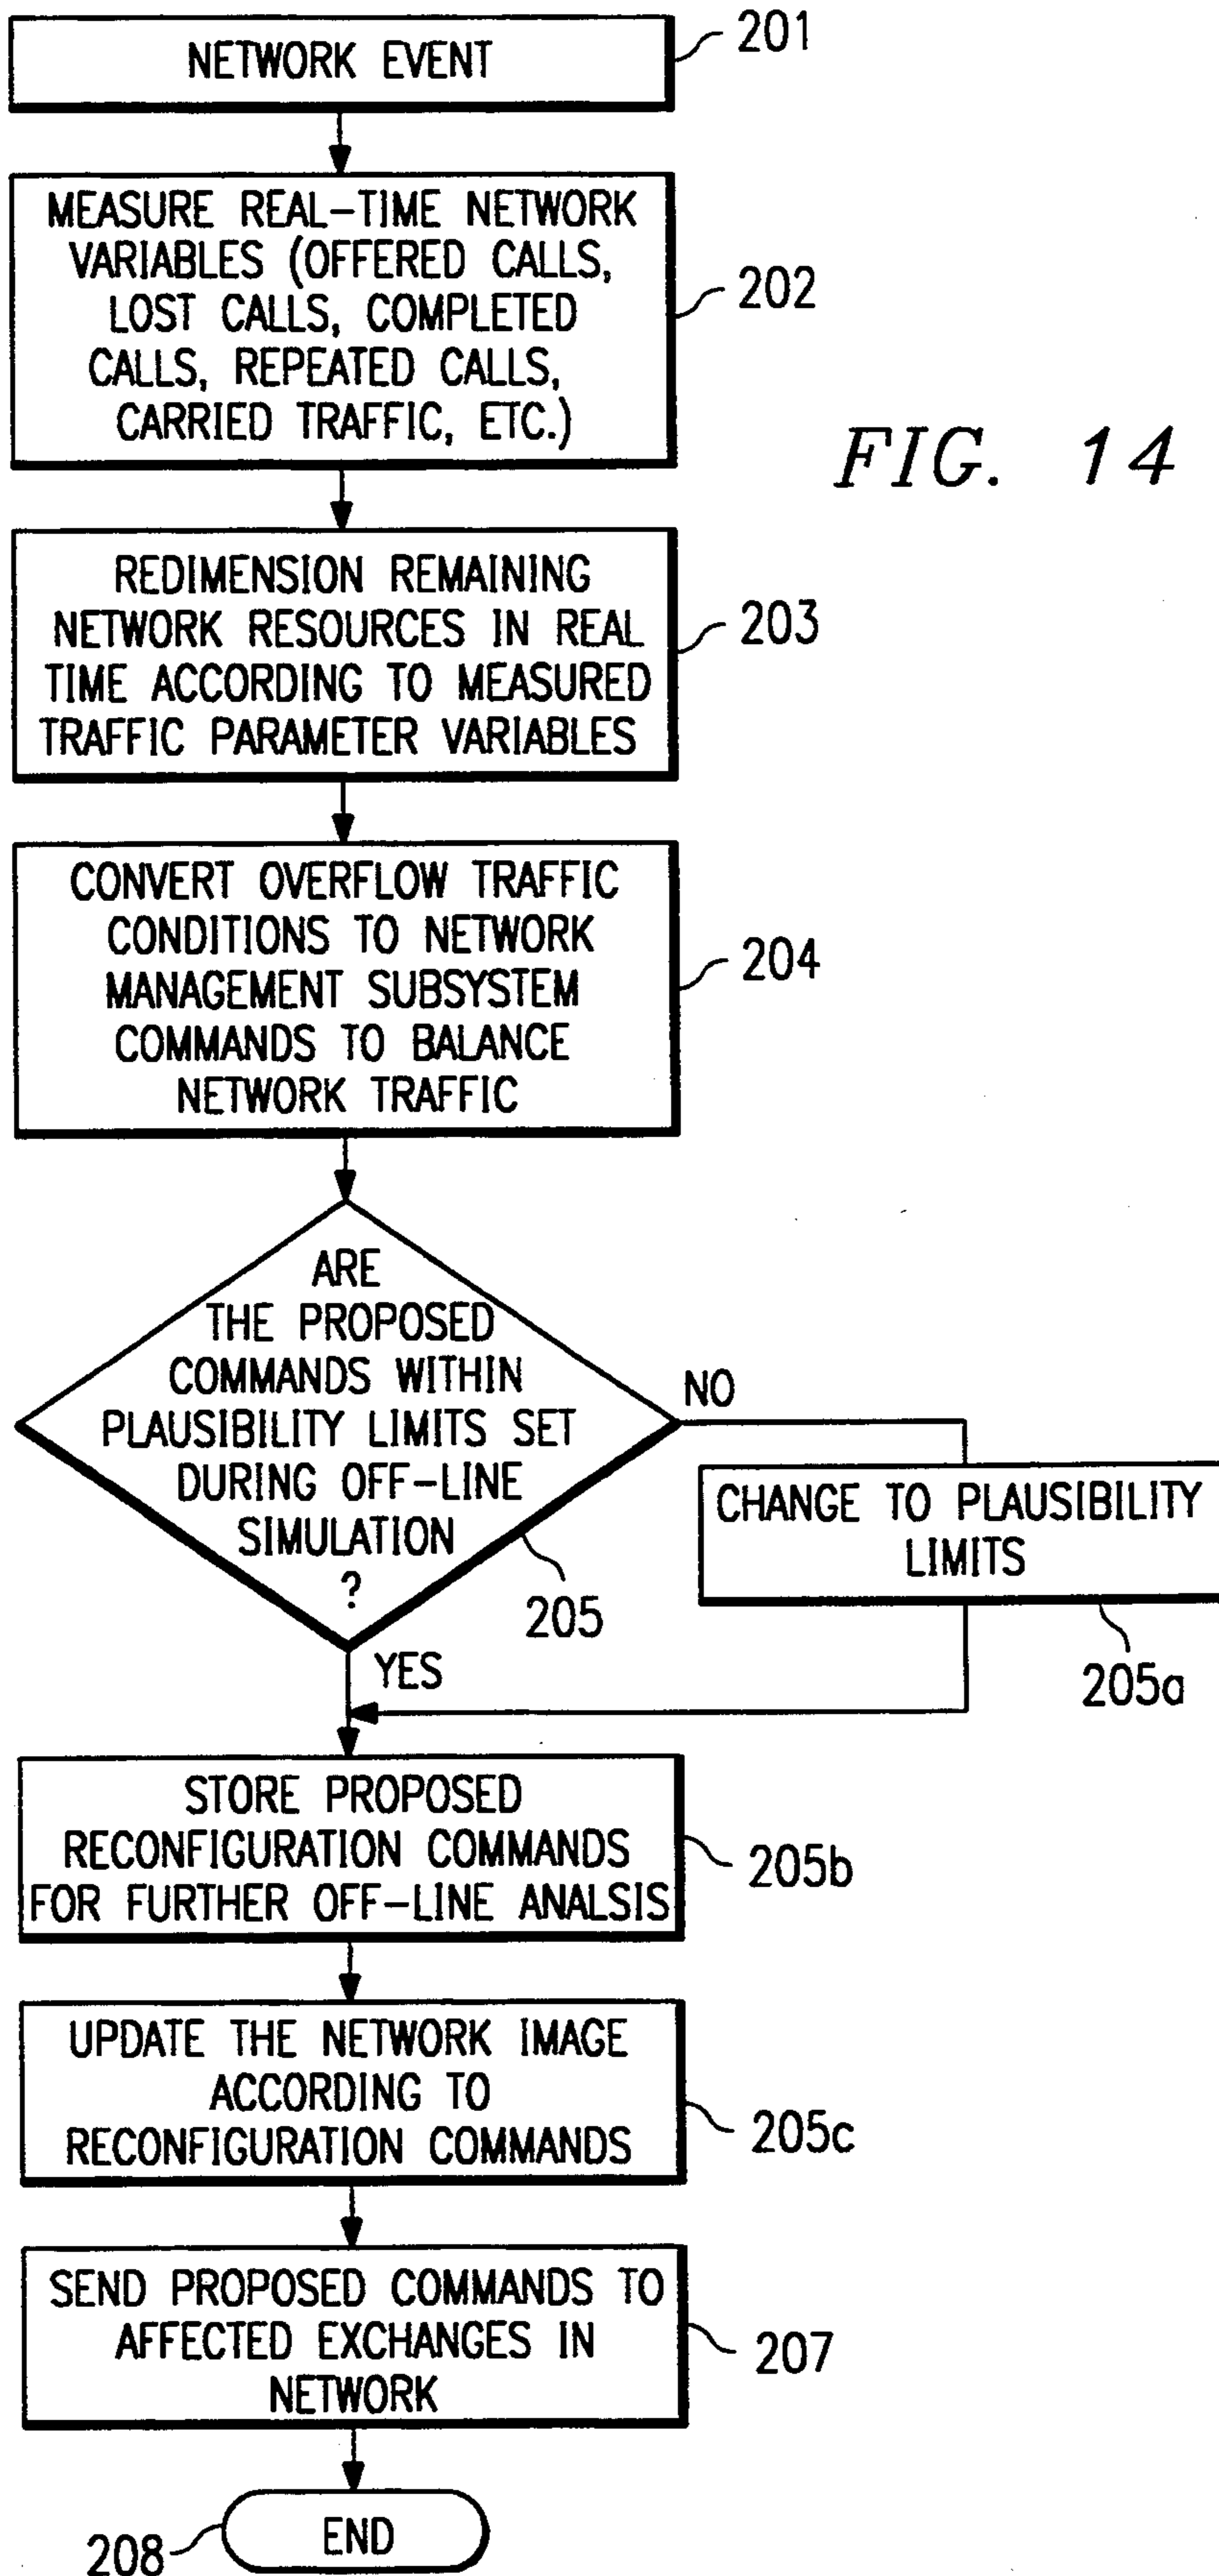 NETWORK EVENT
201
MEASURE REAL-TIME NETWORK
VARIABLES (OFFERED CALLS,
LOST CALLS, COMPLETED
CALLS, REPEATED CALLS,
CARRIED TRAFFIC, ETC.)
202
FIG. 14
REDIMENSION REMAINING
NETWORK RESOURCES IN REAL
TIME ACCORDING TO MEASURED
TRAFFIC PARAMETER VARIABLES
203
CONVERT OVERFLOW TRAFFIC
CONDITIONS TO NETWORK
MANAGEMENT SUBSYSTEM
COMMANDS TO BALANCE
NETWORK TRAFFIC
204
ARE
THE PROPOSED
COMMANDS WITHIN
PLAUSIBILITY LIMITS SET
DURING OFF-LINE
SIMULATION
?
205
NO
CHANGE TO PLAUSIBILITY
LIMITS
205a
YES
STORE PROPOSED
RECONFIGURATION COMMANDS
FOR FURTHER OFF-LINE ANALSIS
205b
UPDATE THE NETWORK IMAGE
ACCORDING TO
RECONFIGURATION COMMANDS
205c
SEND PROPOSED COMMANDS TO
AFFECTED EXCHANGES IN
NETWORK
207
END
208